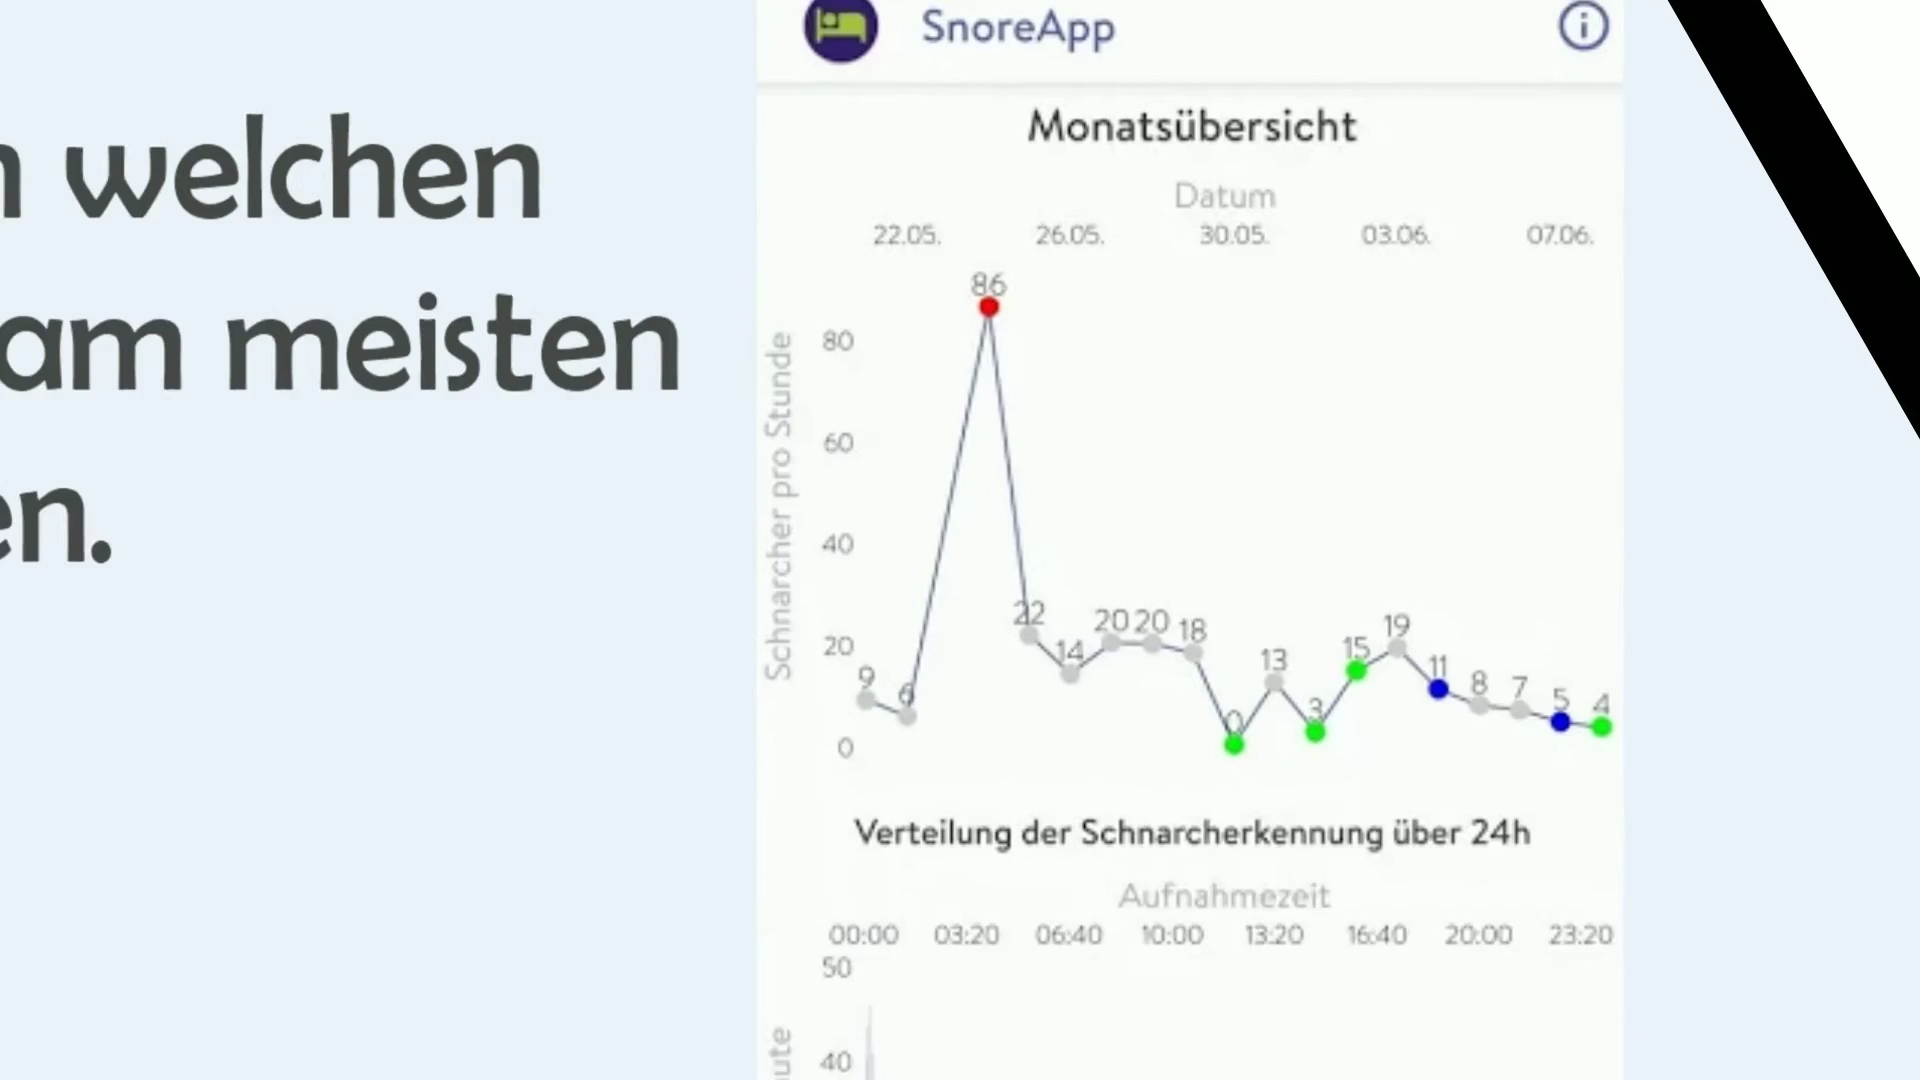 welchen
am meisten
en.
SnoreApp
Monatsübersicht
Datum
22.05. 26.05. 30.05. 03.06. 07.06.
Schnarcher pro Stunde
80
60
40
20
0
9 6 86 22 14 20 20 18 0 13 3 15 19 11 8 7 5 4
Verteilung der Schnarcherkennung über 24h
Aufnahmezeit
00:00 03:20 06:40 10:00 13:20 16:40 20:00 23:20
50
40